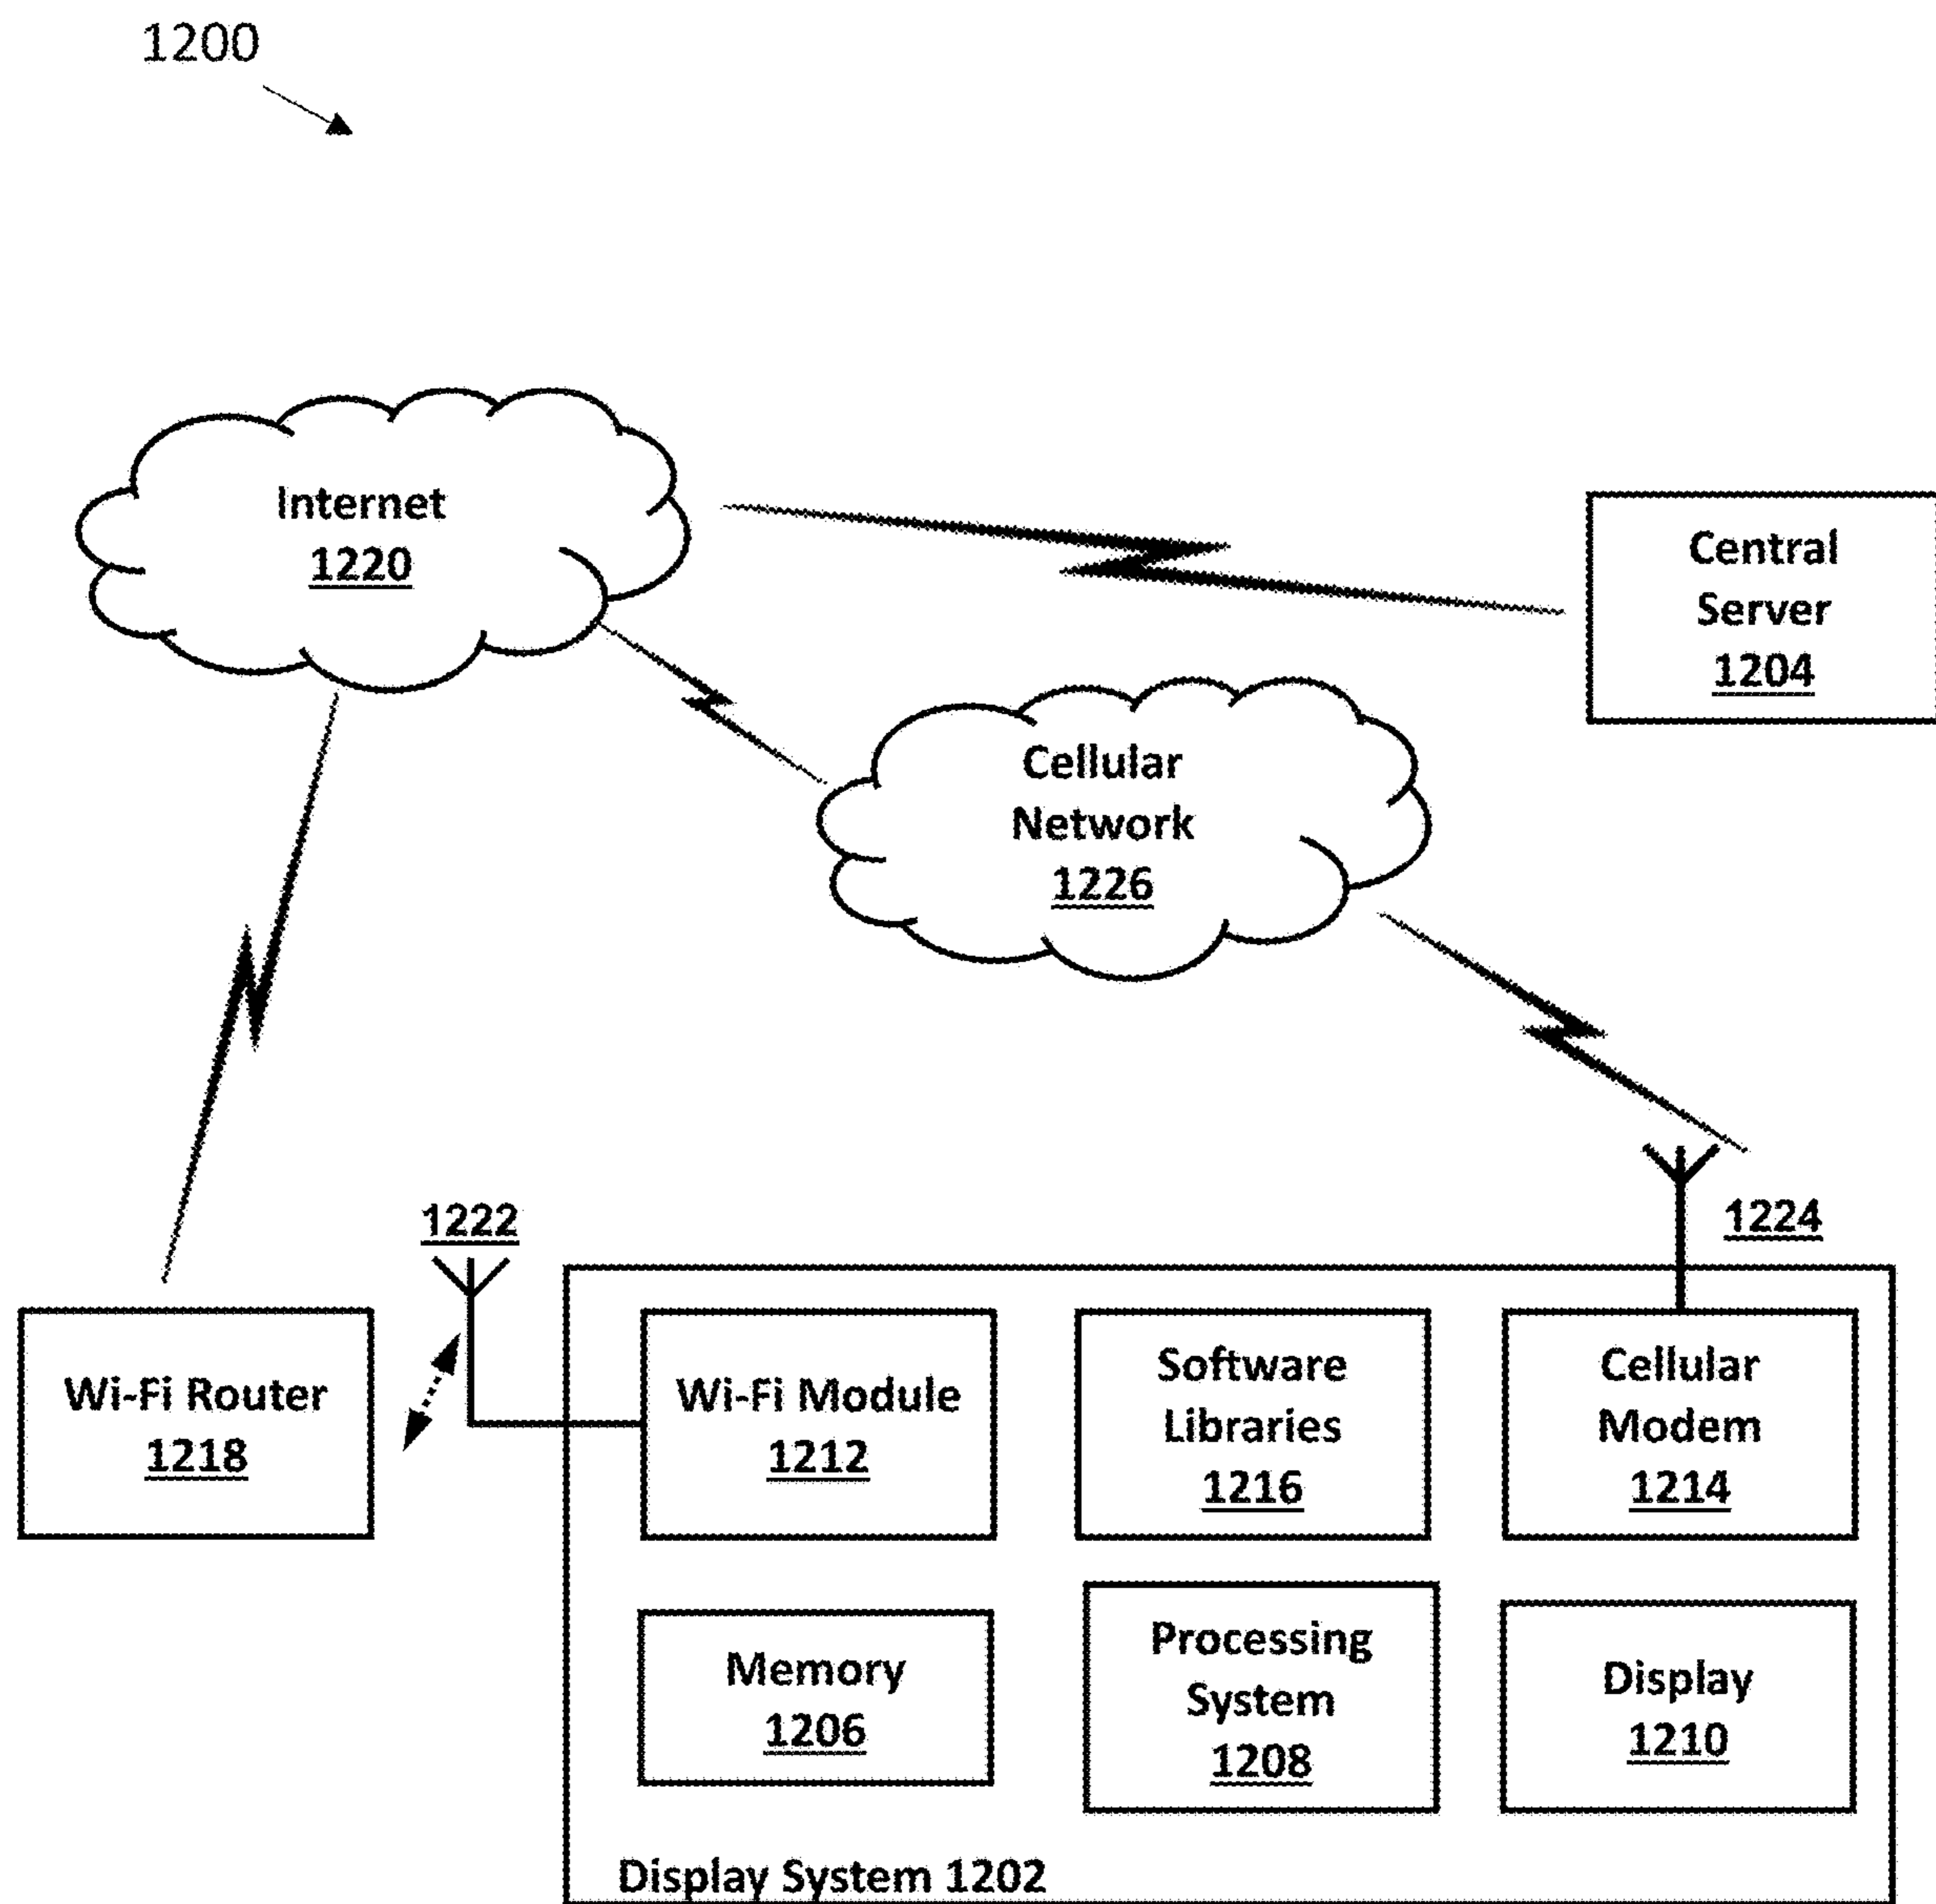 1200
Internet
1220
Central
Server
1204
Cellular
Network
1226
1222
1224
Wi-Fi Router
1218
Wi-Fi Module
1212
Software
Libraries
1216
Cellular
Modem
1214
Memory
1206
Processing
System
1208
Display
1210
Display System 1202